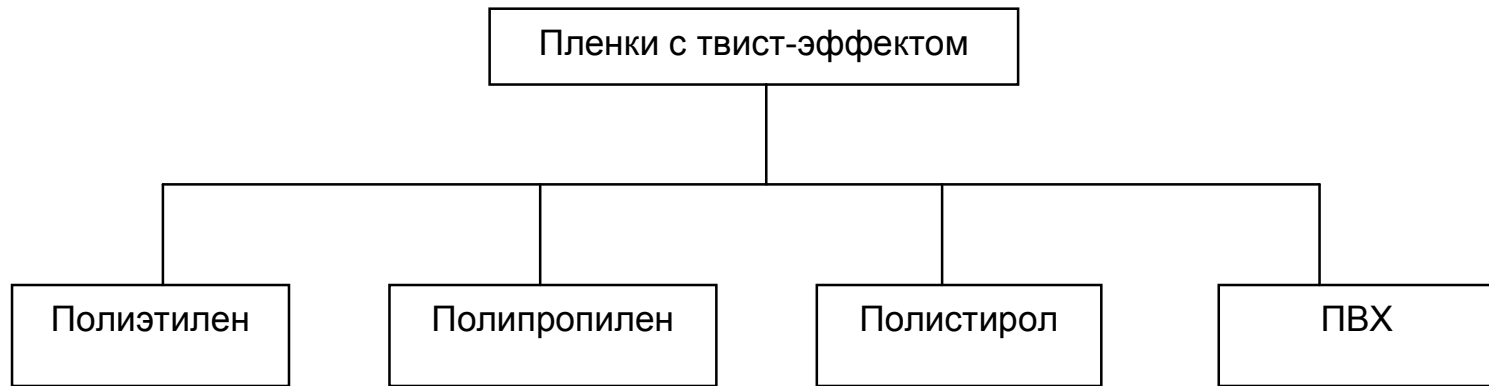 Пленки с твист-эффектом
Полиэтилен
Полипропилен
Полистирол
ПВХ